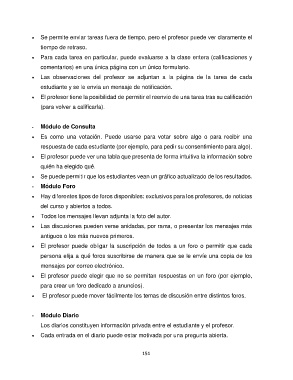 • Se permite enviar tareas fuera de tiempo, pero el profesor puede ver claramente el
tiempo de retraso.
• Para cada tarea en particular, puede evaluarse a la clase entera (calificaciones y
comentarios) en una única página con un único formulario.
• Las observaciones del profesor se adjuntan a la página de la tarea de cada
estudiante y se le envía un mensaje de notificación.
• El profesor tiene la posibilidad de permitir el reenvío de una tarea tras su calificación
(para volver a calificarla).
- Módulo de Consulta
• Es como una votación. Puede usarse para votar sobre algo o para recibir una
respuesta de cada estudiante (por ejemplo, para pedir su consentimiento para algo).
• El profesor puede ver una tabla que presenta de forma intuitiva la información sobre
quién ha elegido qué.
• Se puede permitir que los estudiantes vean un gráfico actualizado de los resultados.
- Módulo Foro
• Hay diferentes tipos de foros disponibles: exclusivos para los profesores, de noticias
del curso y abiertos a todos.
• Todos los mensajes llevan adjunta la foto del autor.
• Las discusiones pueden verse anidadas, por rama, o presentar los mensajes más
antiguos o los más nuevos primeros.
• El profesor puede obligar la suscripción de todos a un foro o permitir que cada
persona elija a qué foros suscribirse de manera que se le envíe una copia de los
mensajes por correo electrónico.
• El profesor puede elegir que no se permitan respuestas en un foro (por ejemplo,
para crear un foro dedicado a anuncios).
• El profesor puede mover fácilmente los temas de discusión entre distintos foros.
- Módulo Diario
Los diarios constituyen información privada entre el estudiante y el profesor.
• Cada entrada en el diario puede estar motivada por una pregunta abierta.
151